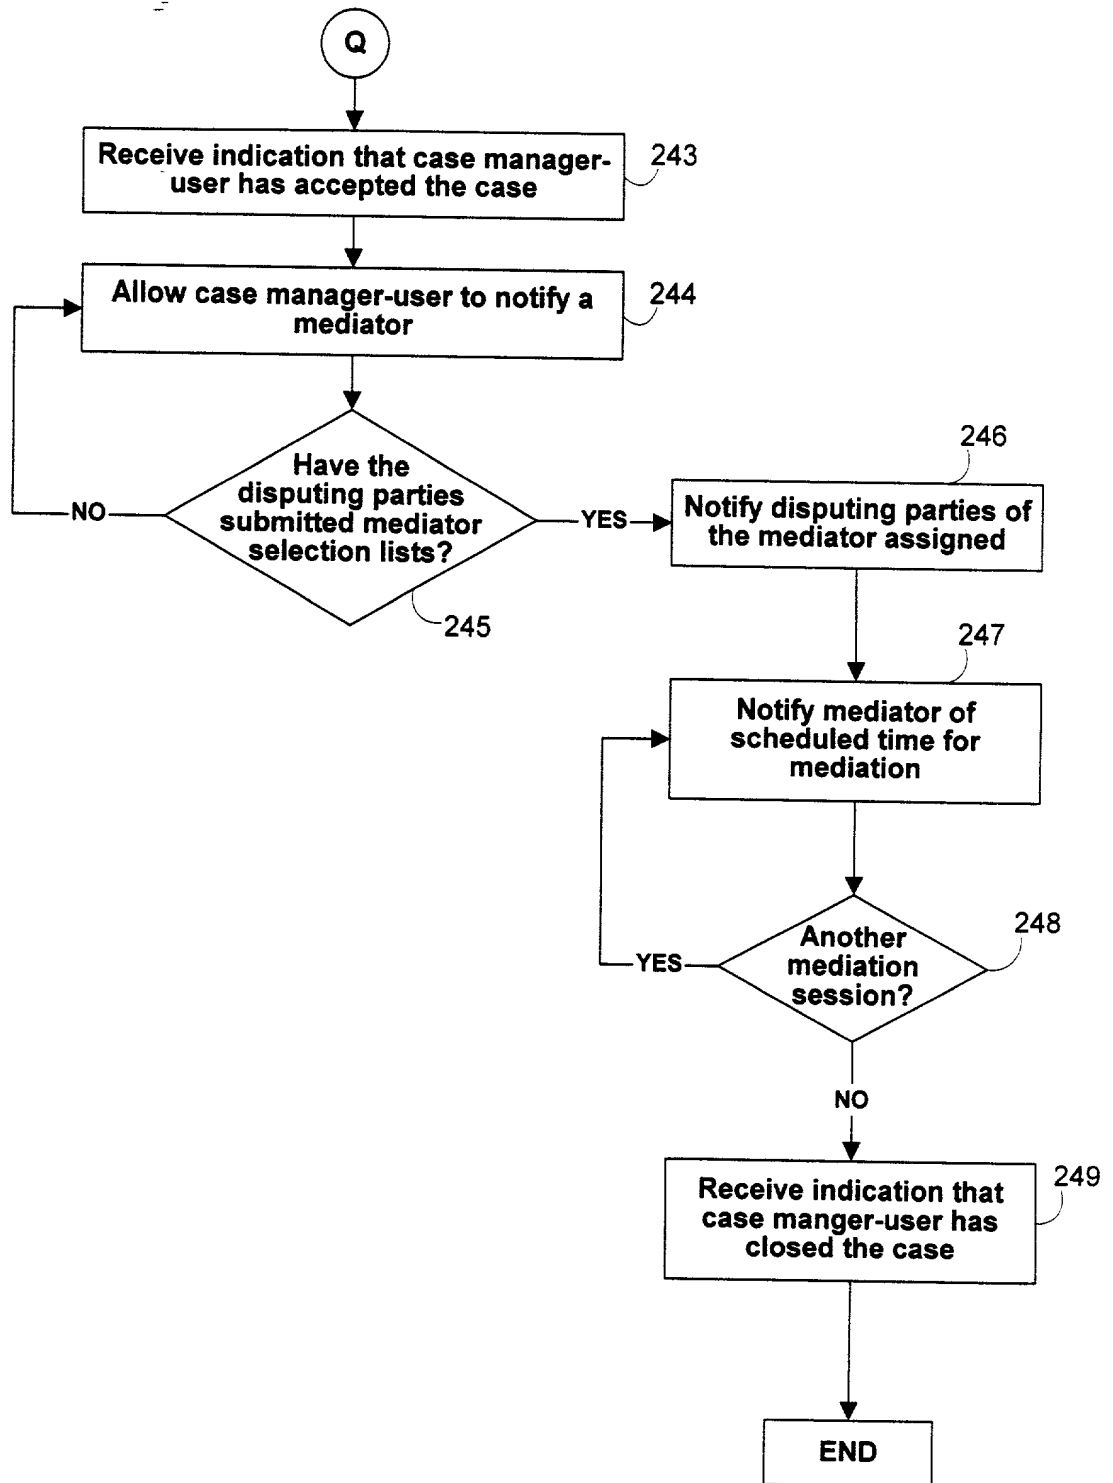 Q
Receive indication that case manager-
user has accepted the case
243
Allow case manager-user to notify a
mediator
244
Have the
disputing parties
submitted mediator
selection lists?
NO
YES
245
246
Notify disputing parties of
the mediator assigned
247
Notify mediator of
scheduled time for
mediation
Another
mediation
session?
248
YES
NO
Receive indication that
case manger-user has
closed the case
249
END